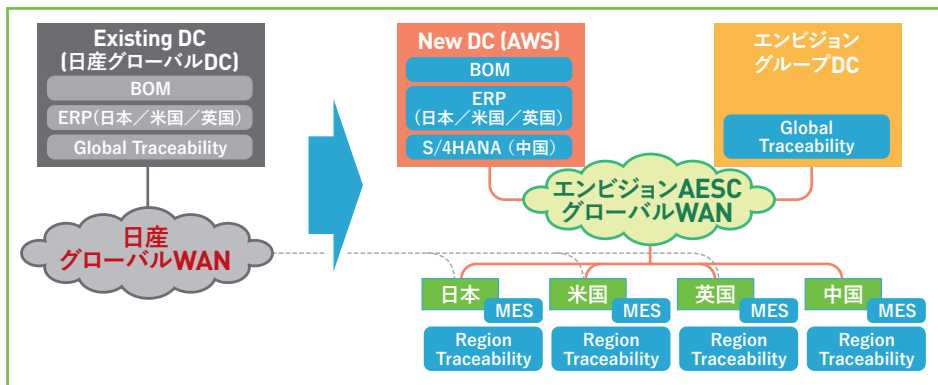 Existing DC
(日産グローバルDC)
BOM
ERP(日本／米国／英国)
Global Traceability
日産
グローバルWAN
New DC (AWS)
BOM
ERP
(日本／米国／英国)
S/4HANA (中国)
エンビジョン
グループDC
Global
Traceability
エンビジョンAESC
グローバルWAN
日本
MES
Region
Traceability
米国
MES
Region
Traceability
英国
MES
Region
Traceability
中国
MES
Region
Traceability